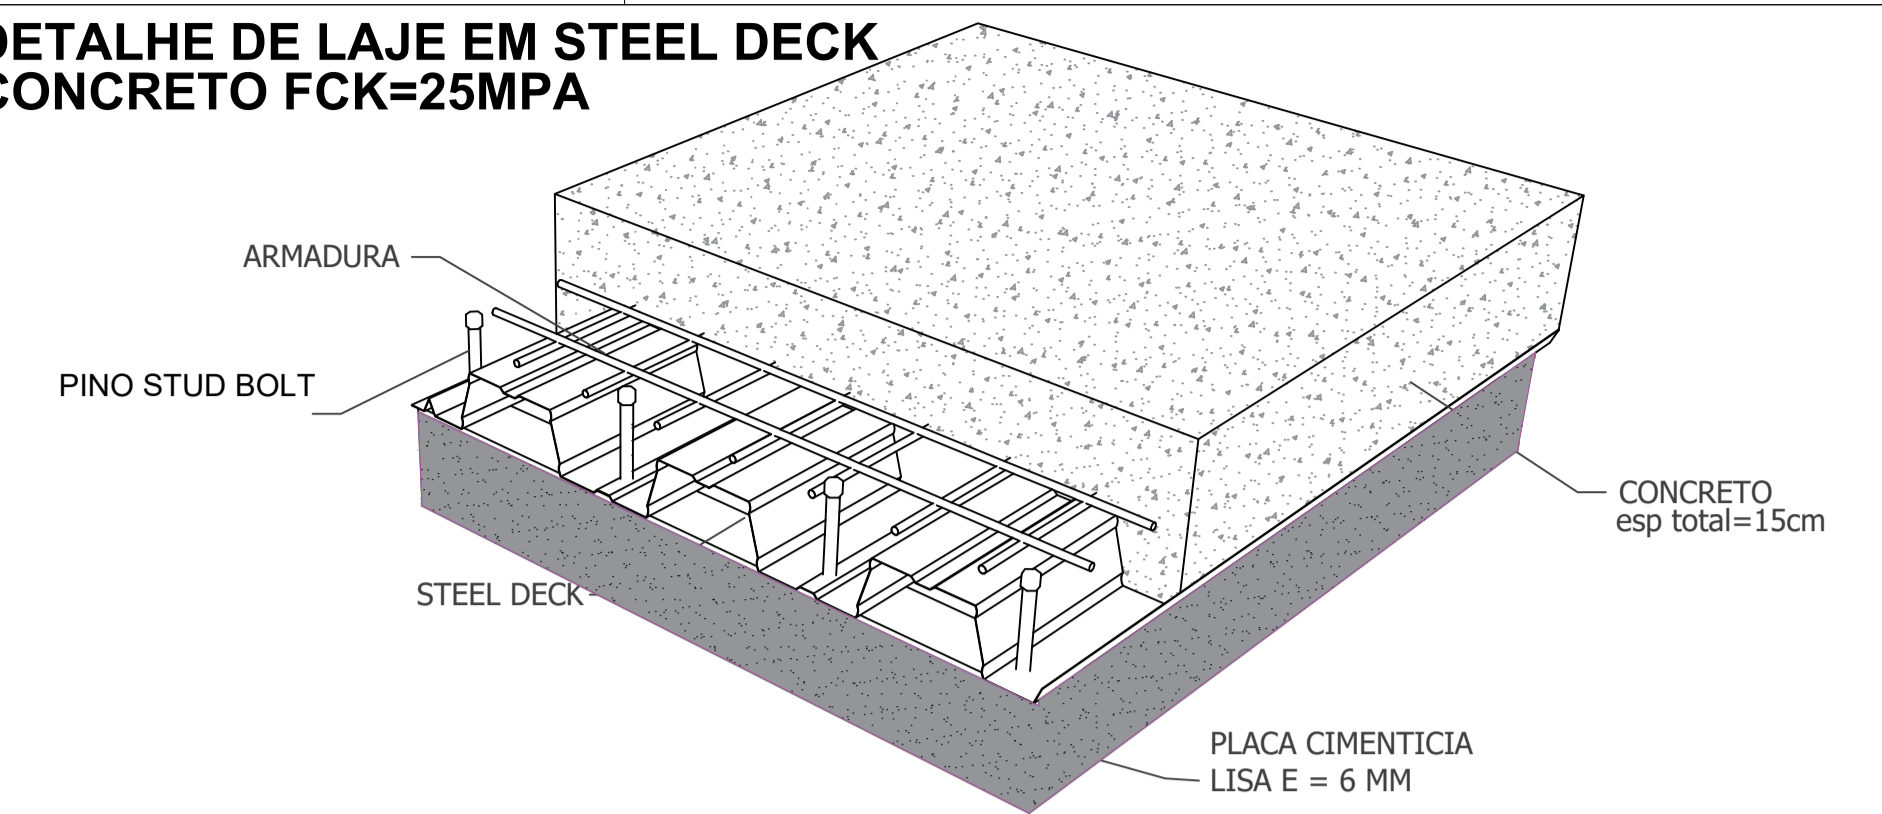 DETALHE DE LAJE EM STEEL DECK
CONCRETO FCK=25MPA
ARMADURA
PINO STUD BOLT
STEEL DECK
CONCRETO
esp total=15cm
PLACA CIMENTICIA
LISA E = 6 MM